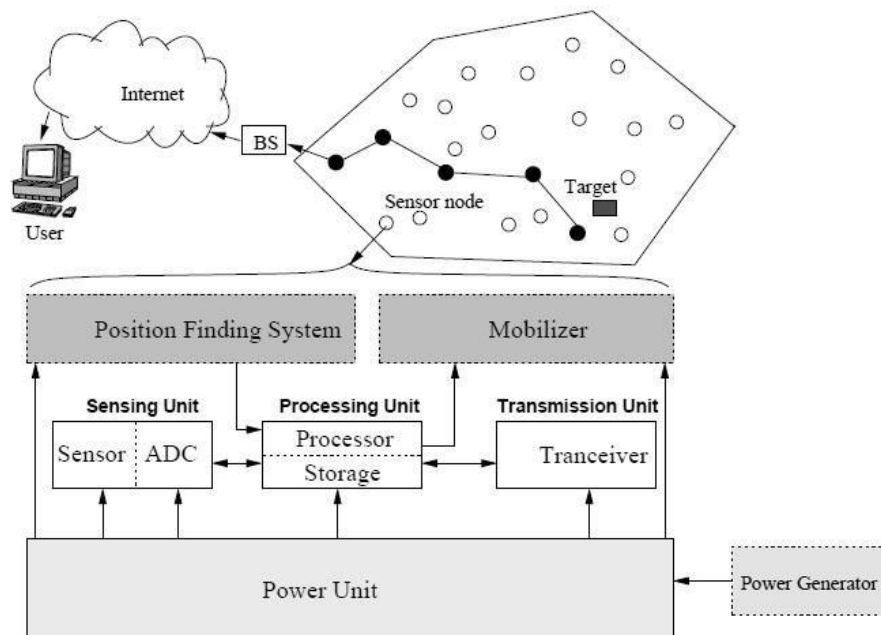 Internet
BS
User
Sensor node
Target
Position Finding System
Mobilizer
Sensing Unit
Processing Unit
Transmission Unit
Sensor
ADC
Processor
Storage
Tranceiver
Power Unit
Power Generator